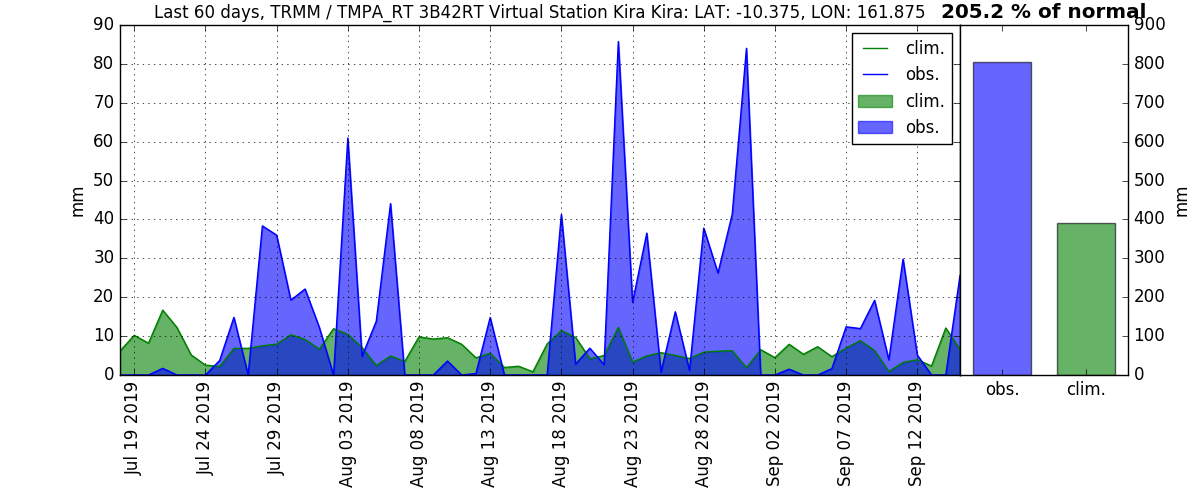 Last 60 days, TRMM / TMPA_RT 3B42RT Virtual Station Kira Kira: LAT: -10.375, LON: 161.875 205.2 % of normal
90
80
70
60
50
40
30
20
10
0
mm
clim.
obs.
clim.
obs.
Jul 19 2019
Jul 24 2019
Jul 29 2019
Aug 03 2019
Aug 08 2019
Aug 13 2019
Aug 18 2019
Aug 23 2019
Aug 28 2019
Sep 02 2019
Sep 07 2019
Sep 12 2019
900
800
700
600
500
400
300
200
100
0
mm
obs.
clim.